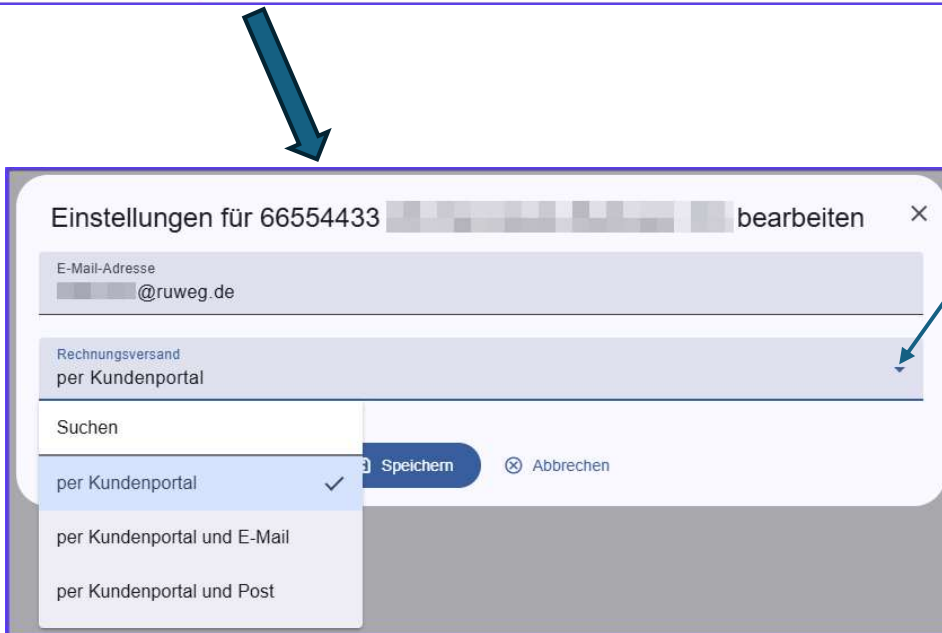 Einstellungen für 66554433 bearbeiten
E-Mail-Adresse
@ruweg.de
Rechnungsversand
per Kundenportal
Suchen
Speichern
Abbrechen
per Kundenportal
per Kundenportal und E-Mail
per Kundenportal und Post